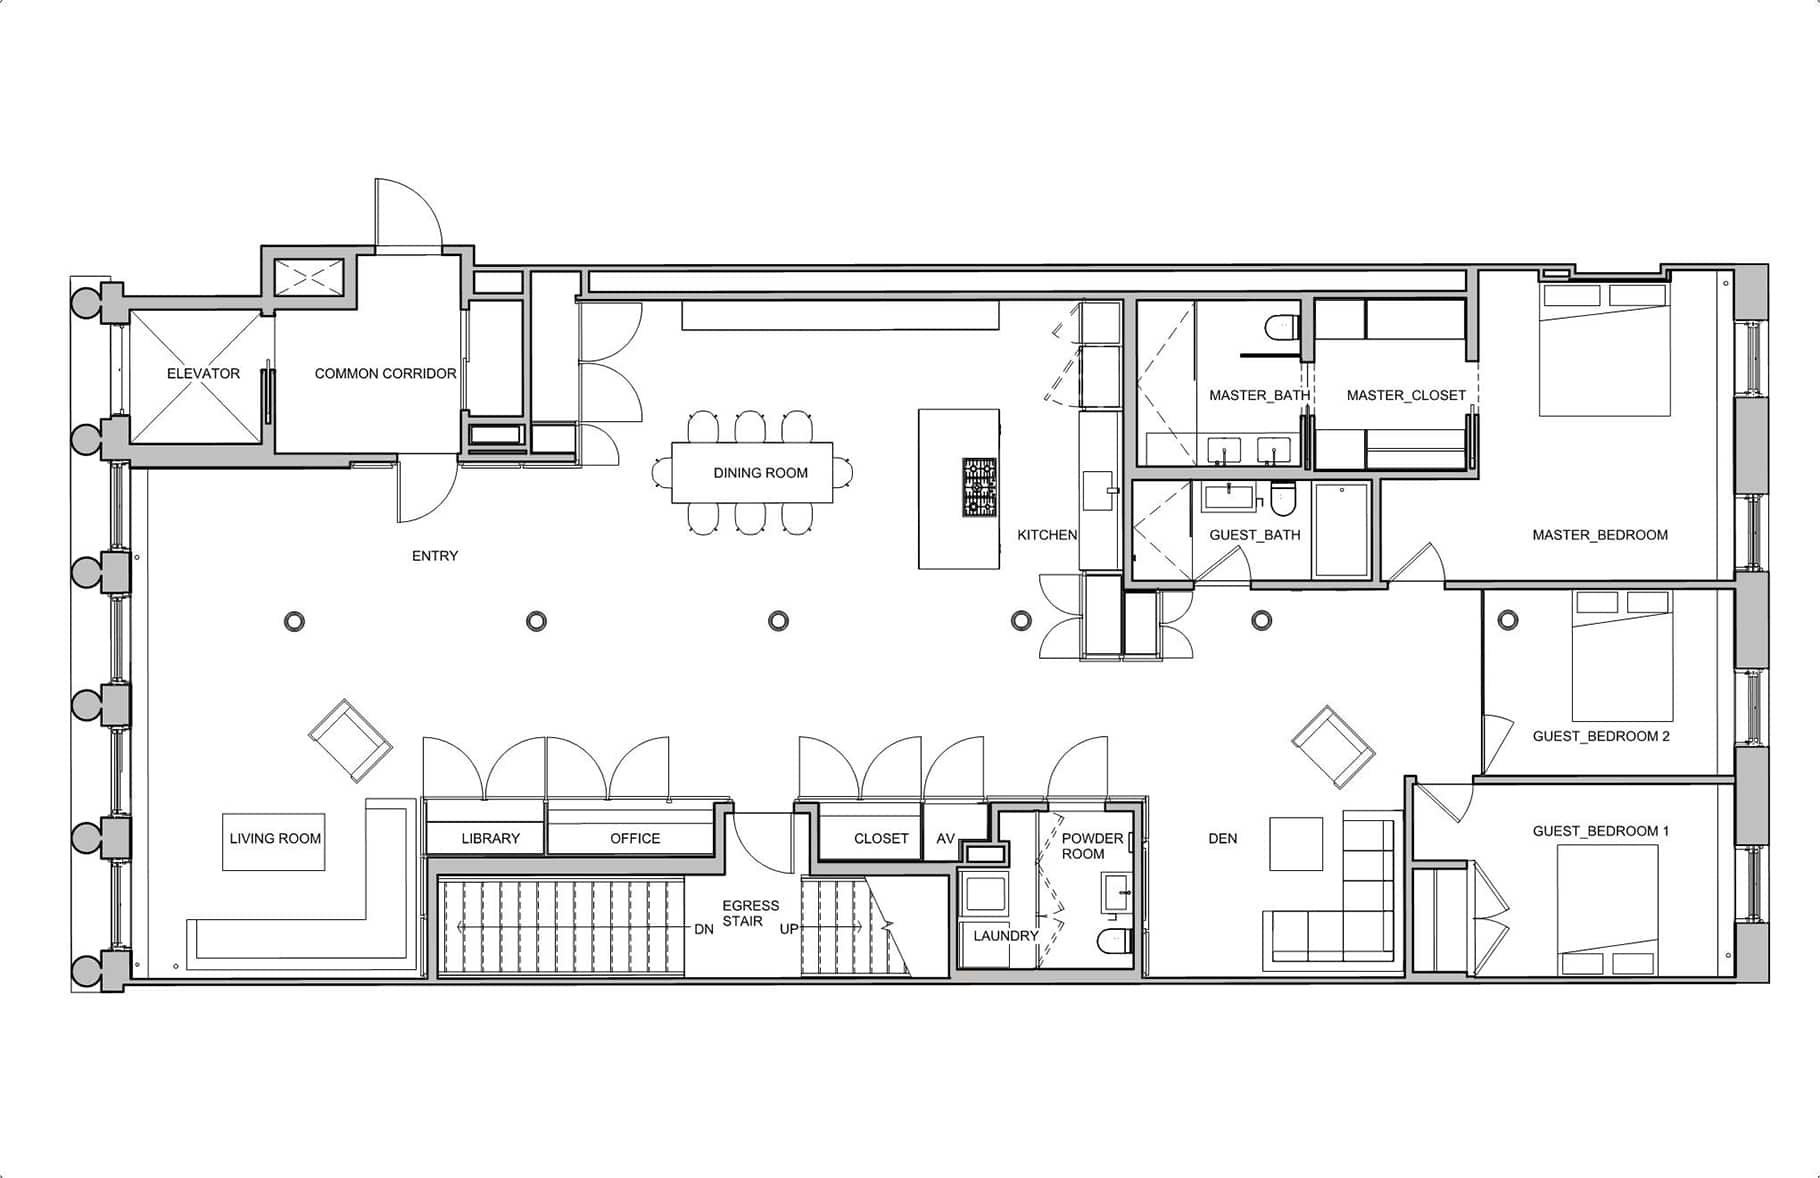 ELEVATOR
COMMON CORRIDOR
MASTER_BATH
MASTER_CLOSET
DINING ROOM
KITCHEN
GUEST_BATH
MASTER_BEDROOM
ENTRY
GUEST_BEDROOM 2
GUEST_BEDROOM 1
LIVING ROOM
LIBRARY
OFFICE
CLOSET
AV
POWDER
ROOM
DEN
EGRESS
STAIR
DN
UP
LAUNDRY